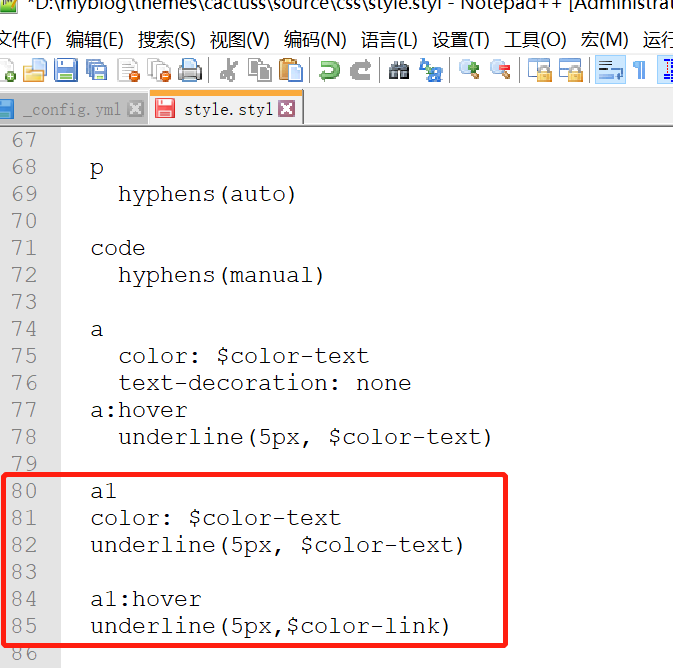 *D:\myblog\themes\cactuss\source\css\style.styl - Notepad++ [Administra
文件(F) 编辑(E) 搜索(S) 视图(V) 编码(N) 语言(L) 设置(T) 工具(O) 宏(M) 运行
_config.yml style.styl
67
68 p
69 hyphens(auto)
70
71 code
72 hyphens(manual)
73
74 a
75 color: $color-text
76 text-decoration: none
77 a:hover
78 underline(5px, $color-text)
79
80 a1
81 color: $color-text
82 underline(5px, $color-text)
83
84 a1:hover
85 underline(5px,$color-link)
86